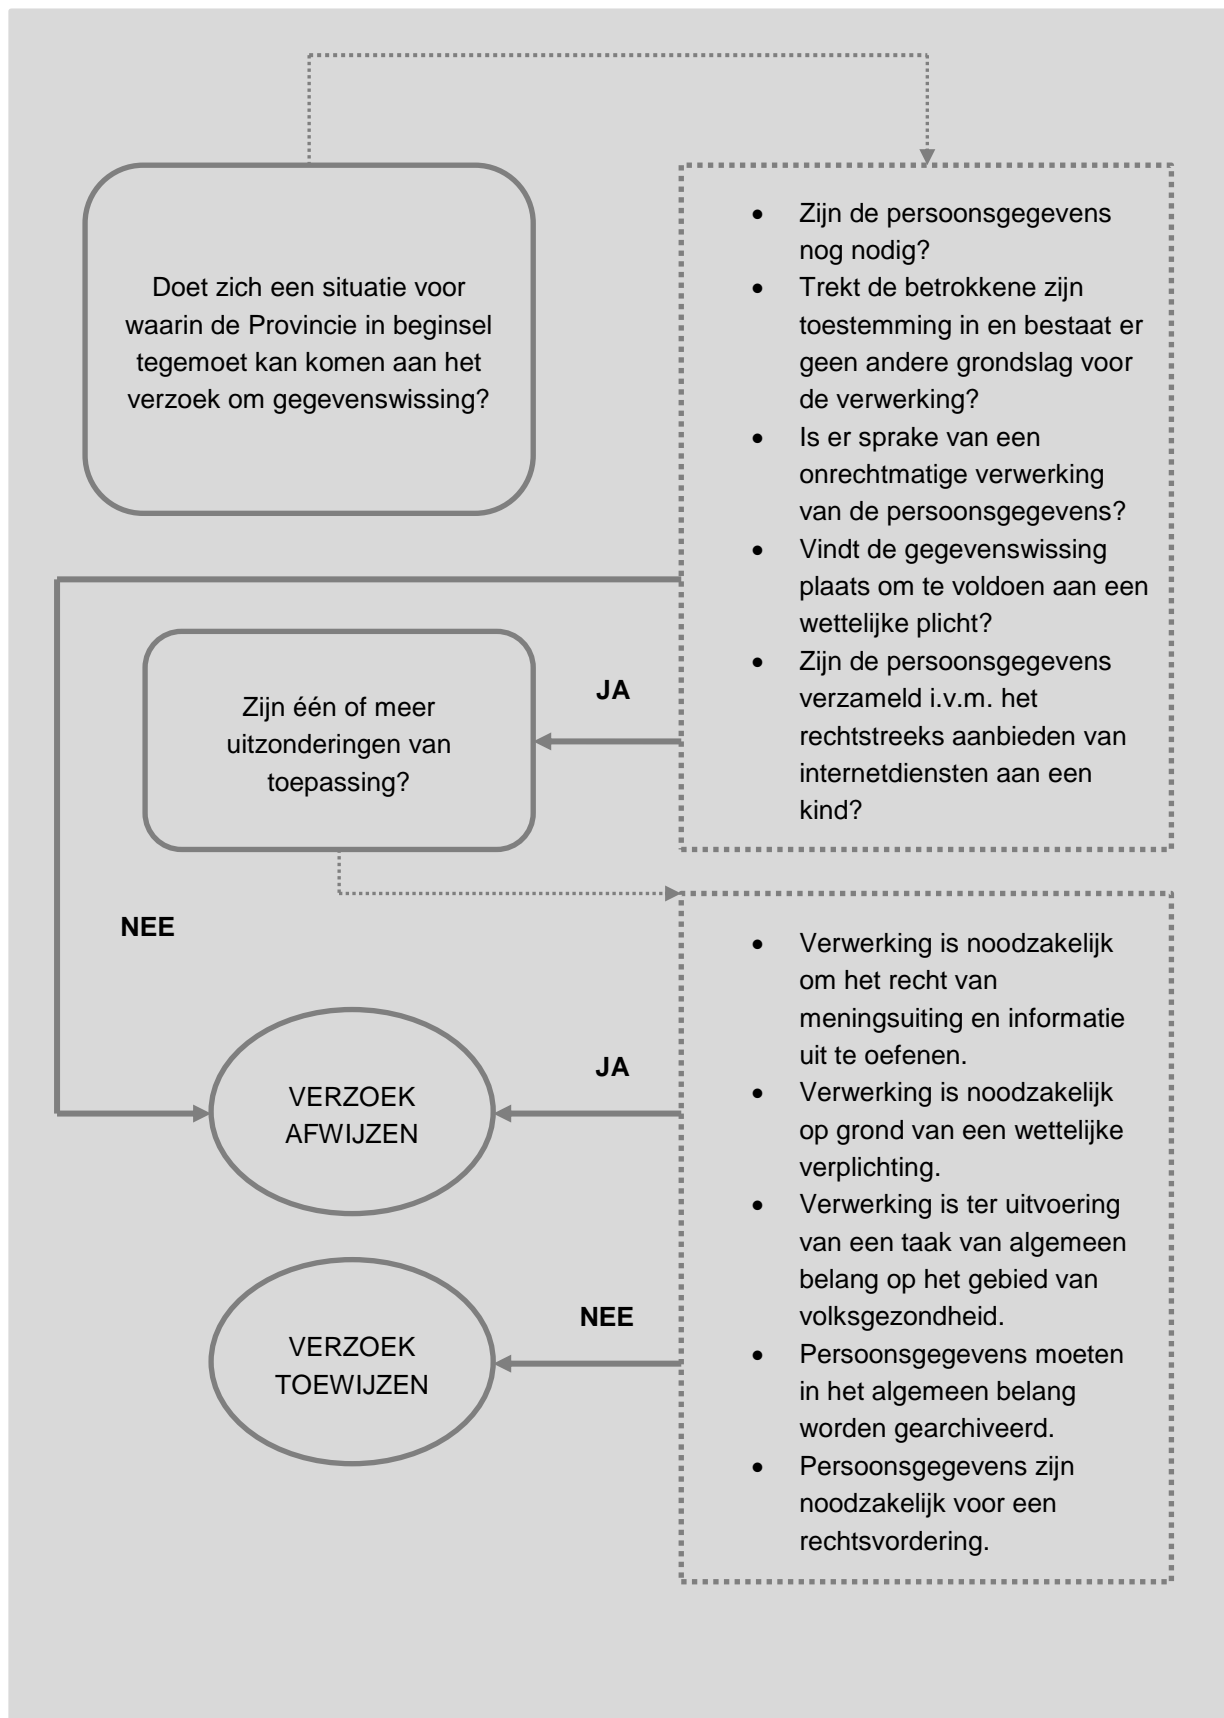 Doet zich een situatie voor
waarin de Provincie in beginsel
tegemoet kan komen aan het
verzoek om gegevenswissing?
• Zijn de persoonsgegevens
nog nodig?
• Trekt de betrokkene zijn
toestemming in en bestaat er
geen andere grondslag voor
de verwerking?
• Is er sprake van een
onrechtmatige verwerking
van de persoonsgegevens?
• Vindt de gegevenswissing
plaats om te voldoen aan een
wettelijke plicht?
• Zijn de persoonsgegevens
verzameld i.v.m. het
rechtstreeks aanbieden van
internetdiensten aan een
kind?
JA
Zijn één of meer
uitzonderingen van
toepassing?
NEE
• Verwerking is noodzakelijk
om het recht van
meningsuiting en informatie
uit te oefenen.
• Verwerking is noodzakelijk
op grond van een wettelijke
verplichting.
• Verwerking is ter uitvoering
van een taak van algemeen
belang op het gebied van
volksgezondheid.
• Persoonsgegevens moeten
in het algemeen belang
worden gearchiveerd.
• Persoonsgegevens zijn
noodzakelijk voor een
rechtsvordering.
JA
VERZOEK
AFWIJZEN
NEE
VERZOEK
TOEWIJZEN